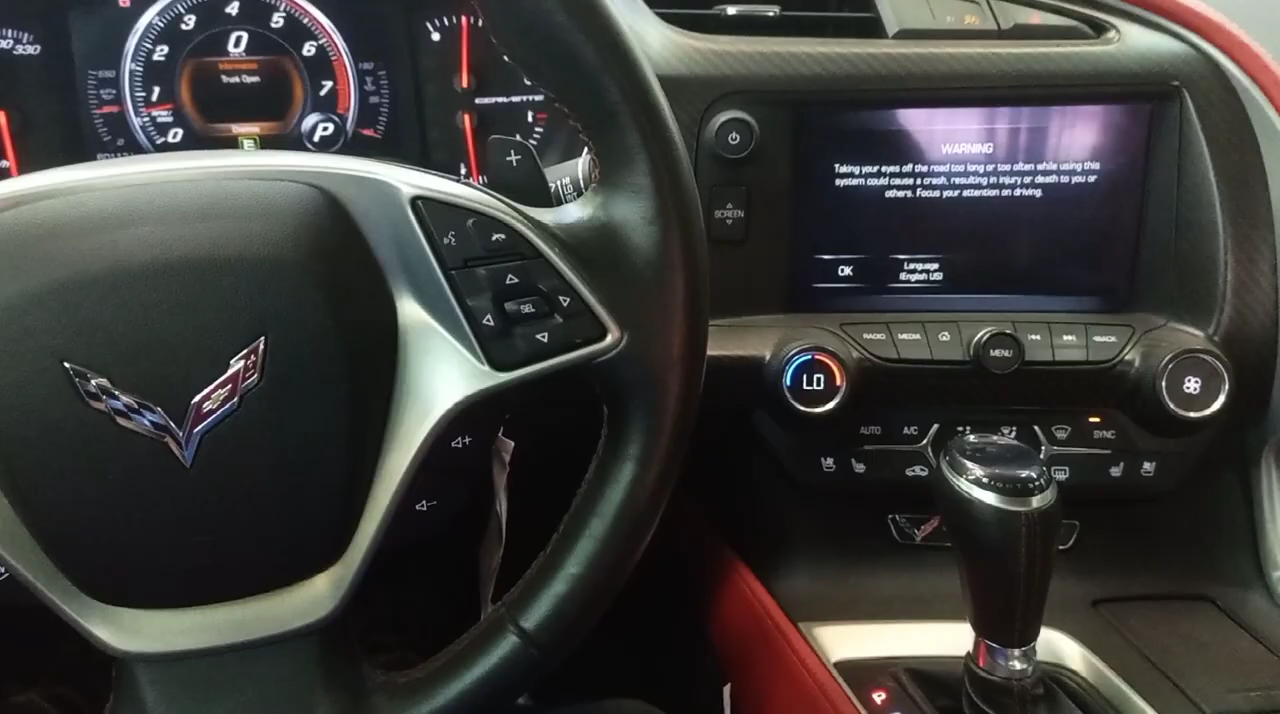 330
0
1
2
3
4
5
6
7
0
Information
Trunk Open
P
E
CORVETTE
+
SEL
SCREEN
WARNING
Taking your eyes off the road too long or too often while using this
system could cause a crash, resulting in injury or death to you or
others. Focus your attention on driving.
OK
Language
(English US)
RADIO
MEDIA
MENU
BACK
LO
AUTO
A/C
SYNC
P